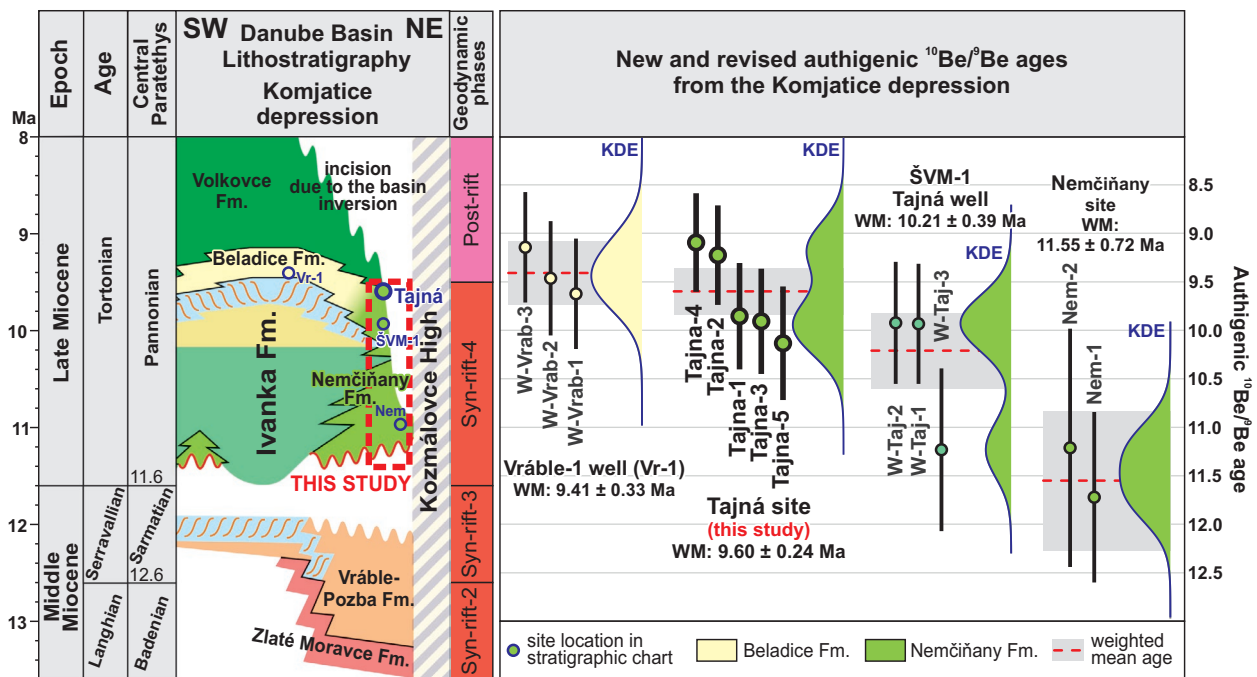 Epoch
Age
Central
Paratethys
SW Danube Basin NE
Lithostratigraphy
Komjatice
depression
Geodynamic
phases
New and revised authigenic ¹⁰Be/⁹Be ages
from the Komjatice depression
Ma
8
9
10
11
12
13
Late Miocene
Middle
Miocene
Tortonian
Serravallian
Langhian
Pannonian
11.6
Sarmatian
12.6
Badenian
Volkovce
Fm.
incision
due to the basin
inversion
Beladice Fm.
Vr-1
Tajná
ŠVM-1
Ivanka Fm.
Nemčiňany
Fm.
Nem
THIS STUDY
Kozmálovce High
Vráble-
Pozba Fm.
Zlaté Moravce Fm.
Post-rift
Syn-rift-4
Syn-rift-3
Syn-rift-2
KDE
W-Vrab-3
W-Vrab-2
W-Vrab-1
Vráble-1 well (Vr-1)
WM: 9.41 ± 0.33 Ma
KDE
Tajna-4
Tajna-2
Tajna-1
Tajna-3
Tajna-5
Tajná site
(this study)
WM: 9.60 ± 0.24 Ma
ŠVM-1
Tajná well
WM: 10.21 ± 0.39 Ma
KDE
W-Taj-2
W-Taj-1
W-Taj-3
Nemčiňany
site
WM:
11.55 ± 0.72 Ma
KDE
Nem-2
Nem-1
8.5
9.0
9.5
10.0
10.5
11.0
11.5
12.0
12.5
Authigenic ¹⁰Be/⁹Be age
site location in
stratigraphic chart
Beladice Fm.
Nemčiňany Fm.
weighted
mean age